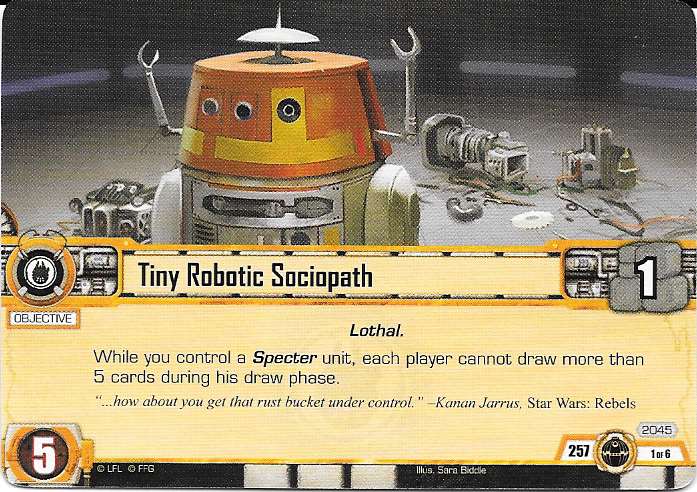 Tiny Robotic Sociopath
1
OBJECTIVE
Lothal.
While you control a Specter unit, each player cannot draw more than
5 cards during his draw phase.
“...how about you get that rust bucket under control.” –Kanan Jarrus, Star Wars: Rebels
5
2045
257
1 OF 6
© LFL © FFG
Illus. Sara Biddle